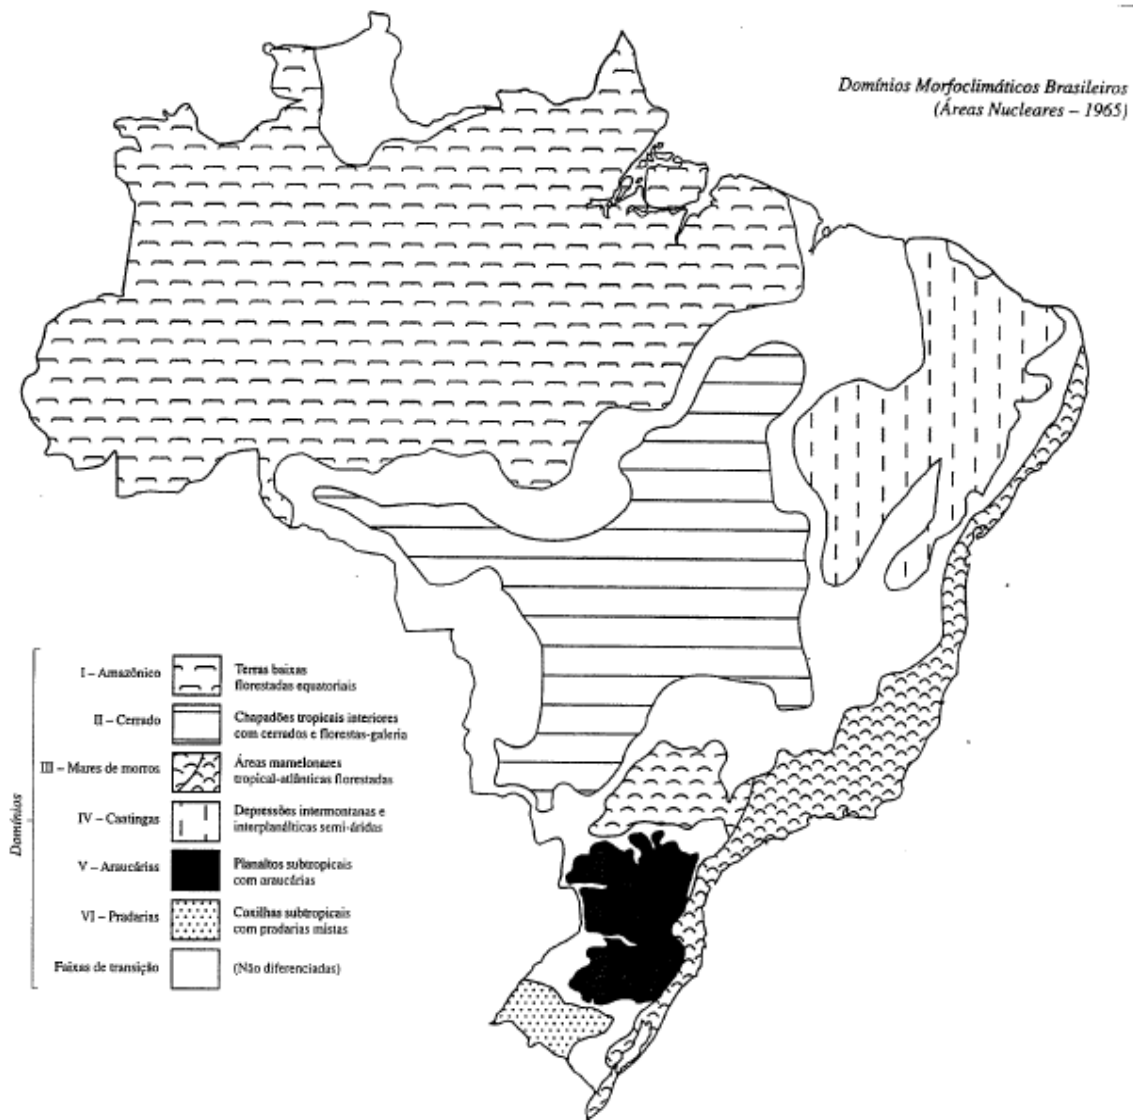 Domínios Morfoclimáticos Brasileiros
(Áreas Nucleares – 1965)
Domínios
I – Amazônico
Terras baixas
florestadas equatoriais
II – Cerrado
Chapadões tropicais interiores
com cerrados e florestas-galeria
III – Mares de morros
Áreas mamelonares
tropical-atlânticas florestadas
IV – Caatingas
Depressões intermontanas e
interplanálticas semi-áridas
V – Araucárias
Planaltos subtropicais
com araucárias
VI – Pradarias
Coxilhas subtropicais
com pradarias mistas
Faixas de transição
(Não diferenciadas)